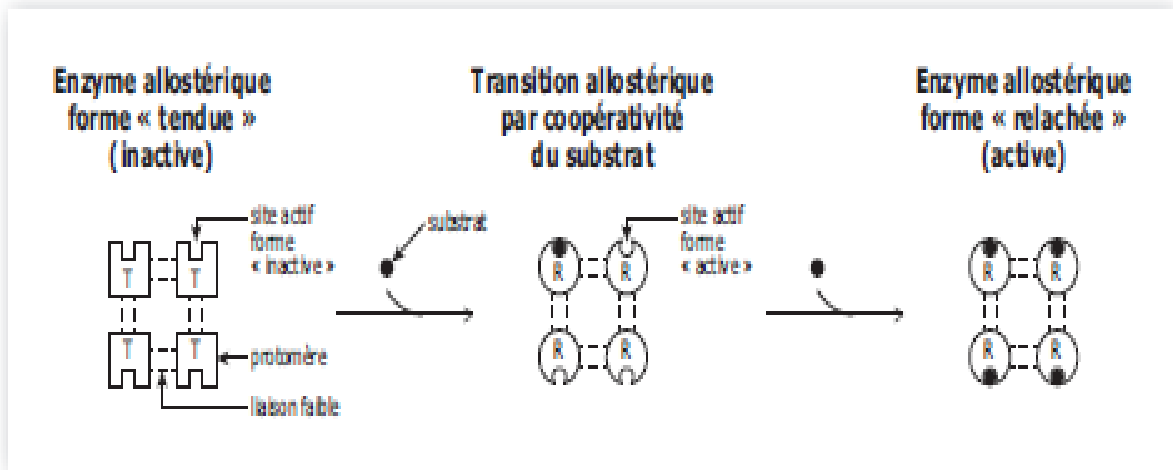 Enzyme allostérique
forme « tendue »
(inactive)
Transition allostérique
par coopérativité
du substrat
Enzyme allostérique
forme « relachée »
(active)
site actif
forme
« inactive »
substrat
site actif
forme
« active »
T T
T T
protomère
liaison faible
R R
R R
R R
R R